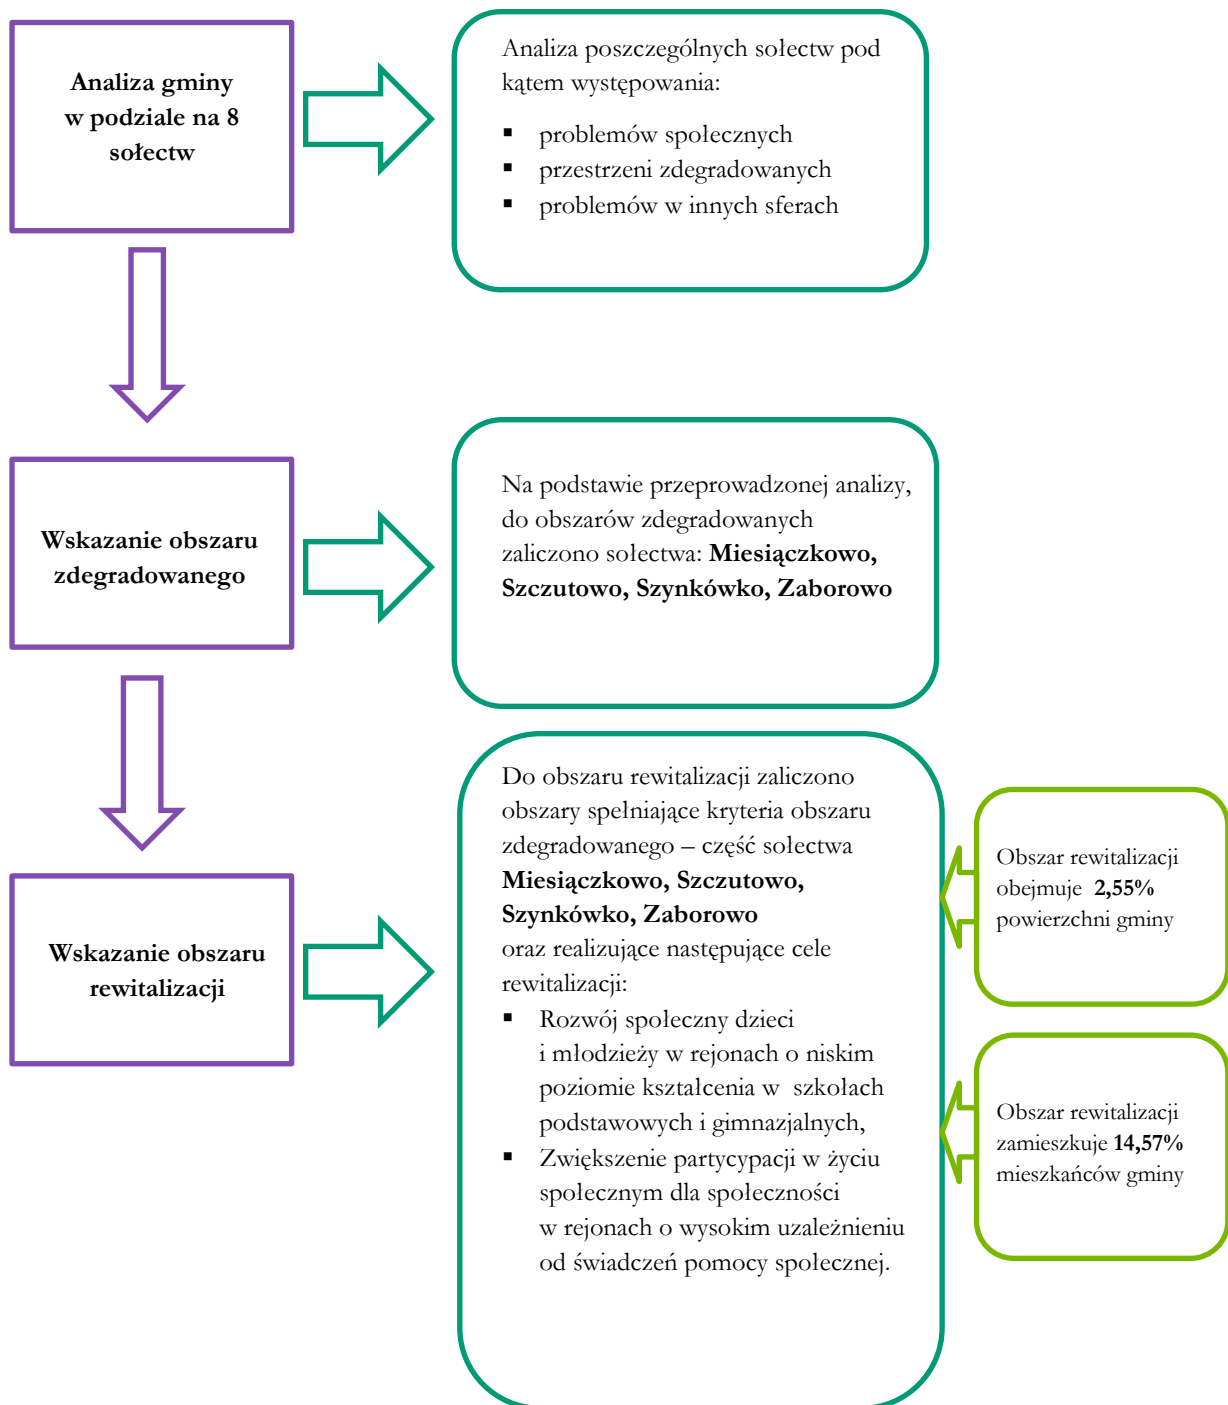 Analiza gminy
w podziale na 8
sołectw
Analiza poszczególnych sołectw pod
kątem występowania:
▪ problemów społecznych
▪ przestrzeni zdegradowanych
▪ problemów w innych sferach
Wskazanie obszaru
zdegradowanego
Na podstawie przeprowadzonej analizy,
do obszarów zdegradowanych
zaliczono sołectwa: Miesiączkowo,
Szczutowo, Szynkówko, Zaborowo
Wskazanie obszaru
rewitalizacji
Do obszaru rewitalizacji zaliczono
obszary spełniające kryteria obszaru
zdegradowanego – część sołectwa
Miesiączkowo, Szczutowo,
Szynkówko, Zaborowo
oraz realizujące następujące cele
rewitalizacji:
▪ Rozwój społeczny dzieci
i młodzieży w rejonach o niskim
poziomie kształcenia w szkołach
podstawowych i gimnazjalnych,
▪ Zwiększenie partycypacji w życiu
społecznym dla społeczności
w rejonach o wysokim uzależnieniu
od świadczeń pomocy społecznej.
Obszar rewitalizacji
obejmuje 2,55%
powierzchni gminy
Obszar rewitalizacji
zamieszkuje 14,57%
mieszkańców gminy